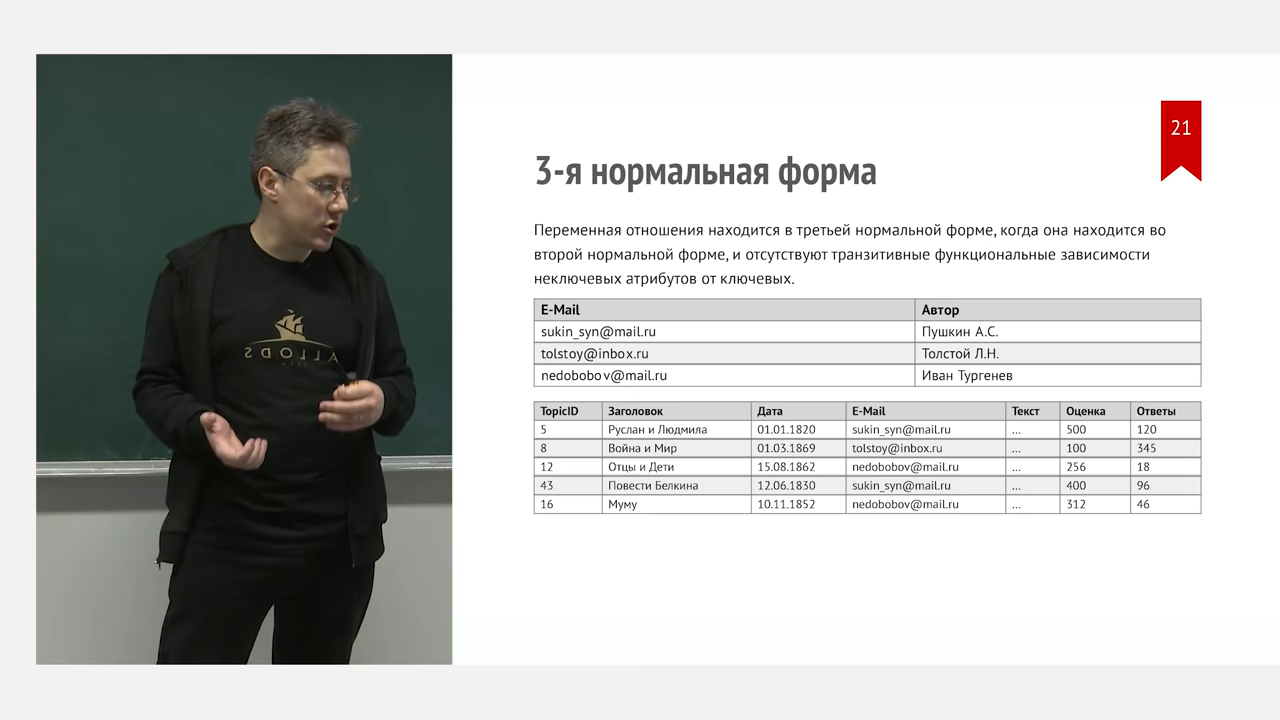 21
3-я нормальная форма
Переменная отношения находится в третьей нормальной форме, когда она находится во
второй нормальной форме, и отсутствуют транзитивные функциональные зависимости
неключевых атрибутов от ключевых.
E-Mail Автор
sukin_syn@mail.ru Пушкин А.С.
tolstoy@inbox.ru Толстой Л.Н.
nedobobov@mail.ru Иван Тургенев
TopicID Заголовок Дата E-Mail Текст Оценка Ответы
5 Руслан и Людмила 01.01.1820 sukin_syn@mail.ru ... 500 120
8 Война и Мир 01.03.1869 tolstoy@inbox.ru ... 100 345
12 Отцы и Дети 15.08.1862 nedobobov@mail.ru ... 256 18
43 Повести Белкина 12.06.1830 sukin_syn@mail.ru ... 400 96
16 Муму 10.11.1852 nedobobov@mail.ru ... 312 46
ALLODS